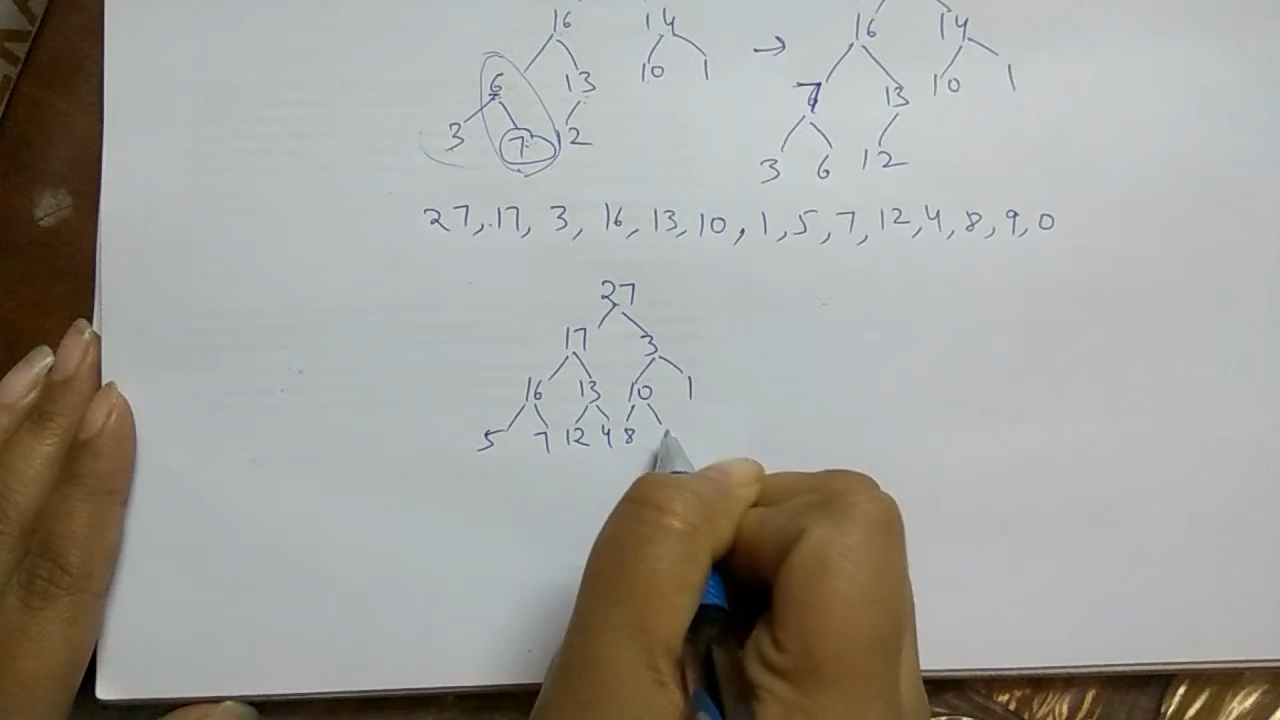 16 14 → 16 14
6 13 10 1 7 13 10 1
3 7 2 3 6 12
27, 17, 3, 16, 13, 10, 1, 5, 7, 12, 4, 8, 9, 0
27
17 3
16 13 10 1
5 7 12 4 8